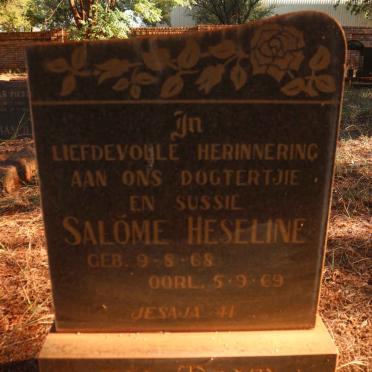 In
LIEFDEVOLLE HERINNERING
AAN ONS DOGTERTJIE
EN SUSSIE
SALÓME HESELINE
GEB. 9-8-68
OORL. 5-9-69
JESAJA 41